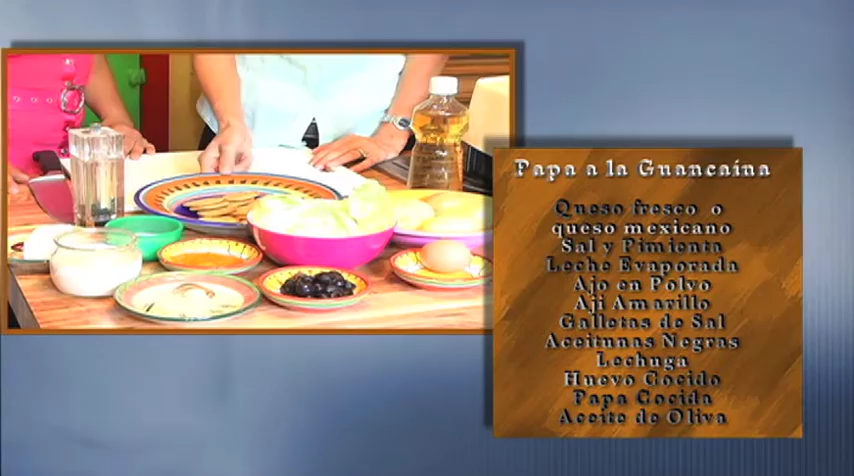 Papa a la Guancaína
Queso fresco o
queso mexicano
Sal y Pimienta
Leche Evaporada
Ajo en Polvo
Aji Amarillo
Galletas de Sal
Aceitunas Negras
Lechuga
Huevo Cocido
Papa Cocida
Aceite de Oliva